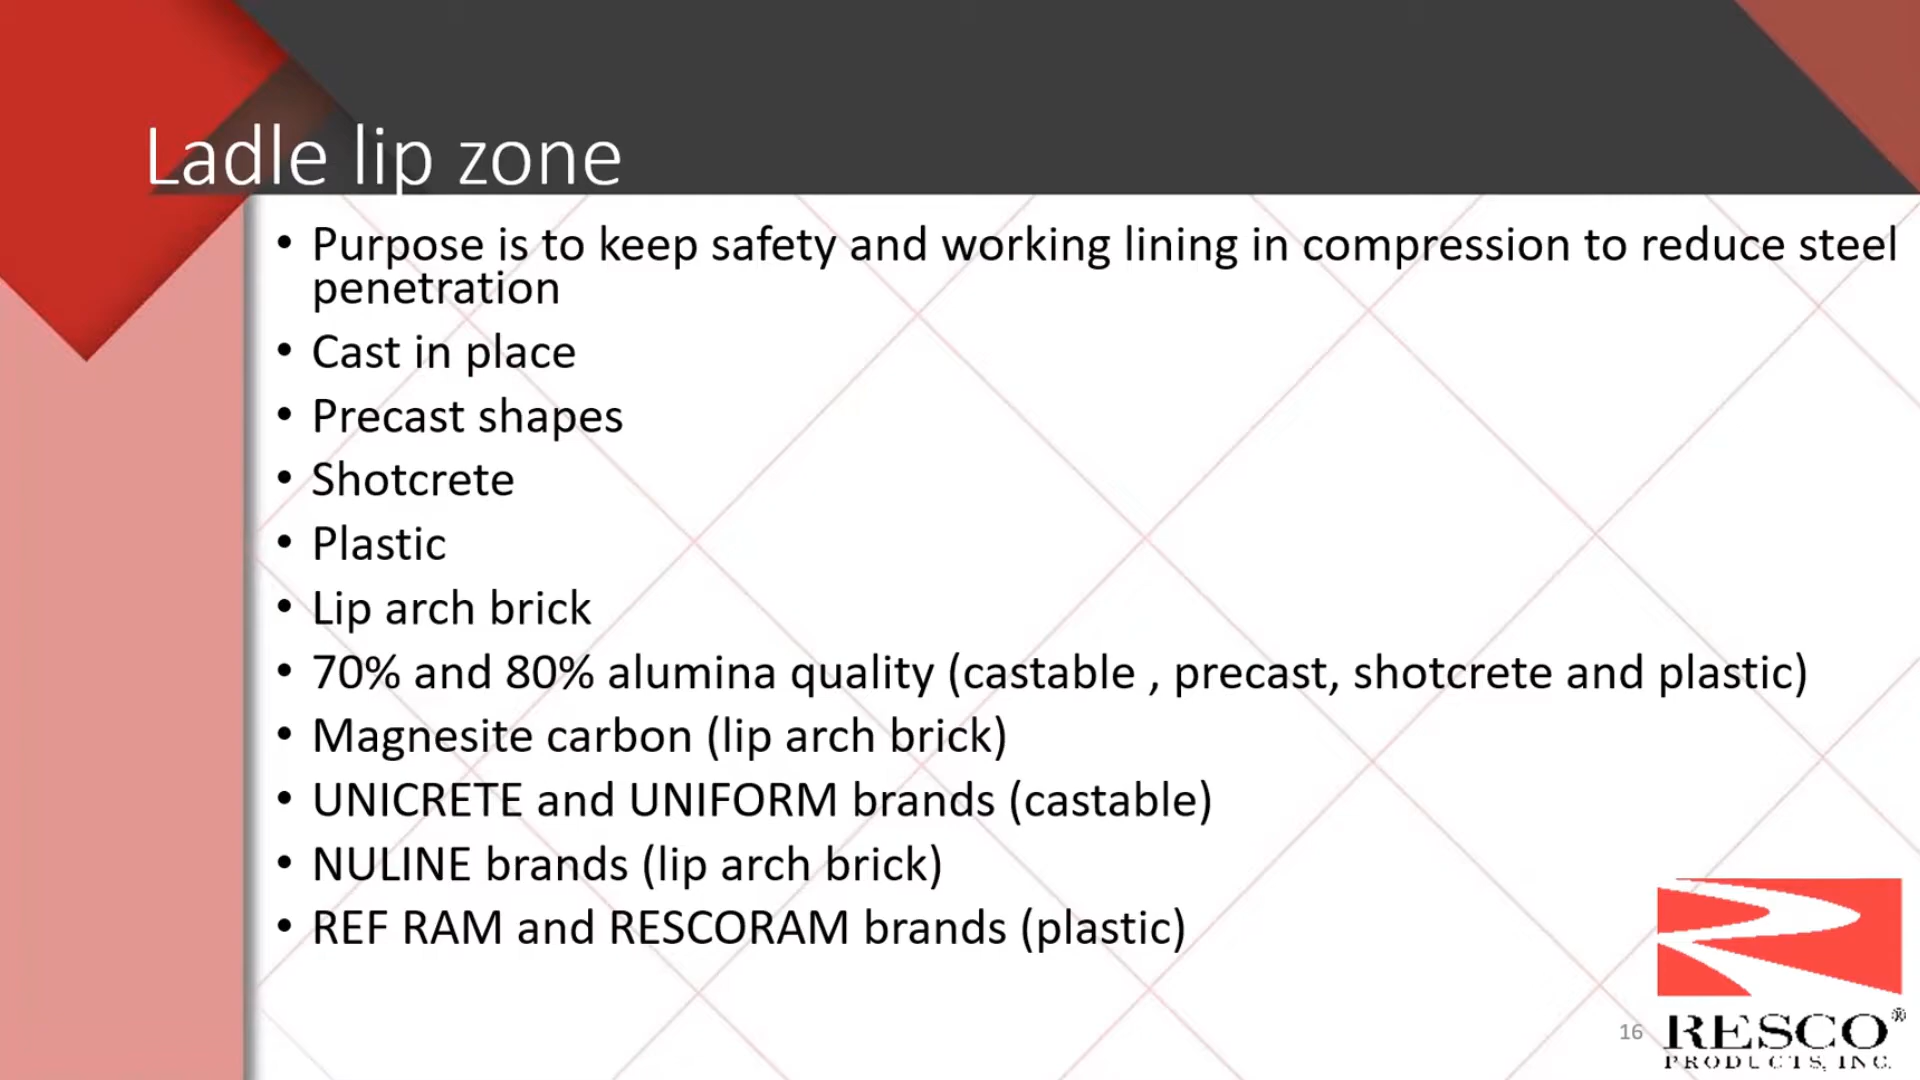 Ladle lip zone
• Purpose is to keep safety and working lining in compression to reduce steel
penetration
• Cast in place
• Precast shapes
• Shotcrete
• Plastic
• Lip arch brick
• 70% and 80% alumina quality (castable , precast, shotcrete and plastic)
• Magnesite carbon (lip arch brick)
• UNICRETE and UNIFORM brands (castable)
• NULINE brands (lip arch brick)
• REF RAM and RESCORAM brands (plastic)
16
RESCO®
PRODUCTS, INC.